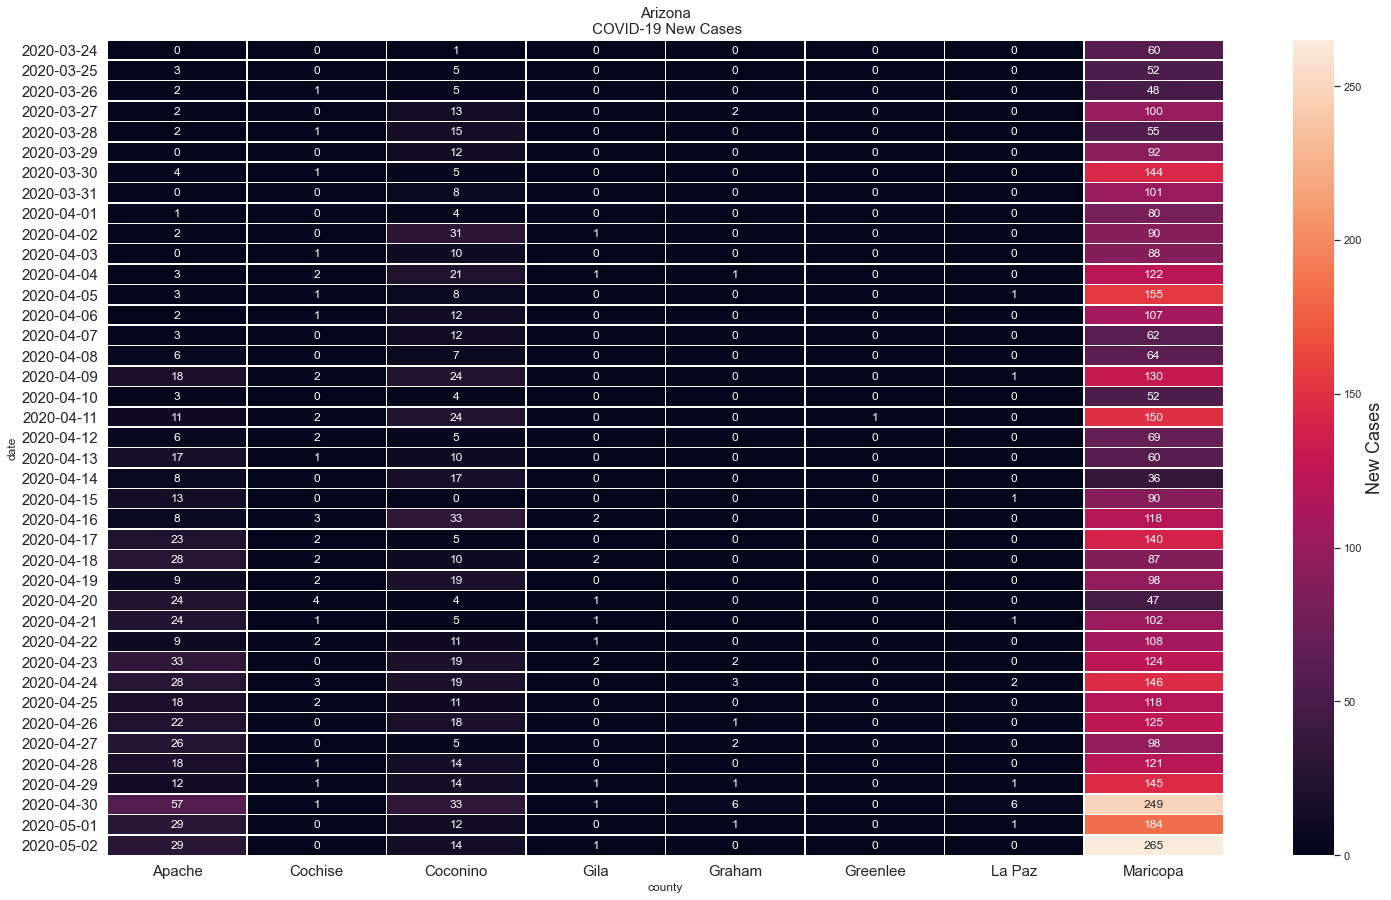 Arizona
COVID-19 New Cases
2020-03-24 0 0 1 0 0 0 0 60
2020-03-25 3 0 5 0 0 0 0 52
2020-03-26 2 1 5 0 0 0 0 48
2020-03-27 2 0 13 0 2 0 0 100
2020-03-28 2 1 15 0 0 0 0 55
2020-03-29 0 0 12 0 0 0 0 92
2020-03-30 4 1 5 0 0 0 0 144
2020-03-31 0 0 8 0 0 0 0 101
2020-04-01 1 0 4 0 0 0 0 80
2020-04-02 2 0 31 1 0 0 0 90
2020-04-03 0 1 10 0 0 0 0 88
2020-04-04 3 2 21 1 1 0 0 122
2020-04-05 3 1 8 0 0 0 1 155
2020-04-06 2 1 12 0 0 0 0 107
2020-04-07 3 0 12 0 0 0 0 62
2020-04-08 6 0 7 0 0 0 0 64
2020-04-09 18 2 24 0 0 0 1 130
2020-04-10 3 0 4 0 0 0 0 52
2020-04-11 11 2 24 0 0 1 0 150
2020-04-12 6 2 5 0 0 0 0 69
2020-04-13 17 1 10 0 0 0 0 60
2020-04-14 8 0 17 0 0 0 0 36
2020-04-15 13 0 0 0 0 0 1 90
2020-04-16 8 3 33 2 0 0 0 118
2020-04-17 23 2 5 0 0 0 0 140
2020-04-18 28 2 10 2 0 0 0 87
2020-04-19 9 2 19 0 0 0 0 98
2020-04-20 24 4 4 1 0 0 0 47
2020-04-21 24 1 5 1 0 0 1 102
2020-04-22 9 2 11 1 0 0 0 108
2020-04-23 33 0 19 2 2 0 0 124
2020-04-24 28 3 19 0 3 0 2 146
2020-04-25 18 2 11 0 0 0 0 118
2020-04-26 22 0 18 0 1 0 0 125
2020-04-27 26 0 5 0 2 0 0 98
2020-04-28 18 1 14 0 0 0 0 121
2020-04-29 12 1 14 1 1 0 1 145
2020-04-30 57 1 33 1 6 0 6 249
2020-05-01 29 0 12 0 1 0 1 184
2020-05-02 29 0 14 1 0 0 0 265
Apache Cochise Coconino Gila Graham Greenlee La Paz Maricopa
county
date
250
200
150
100
50
0
New Cases